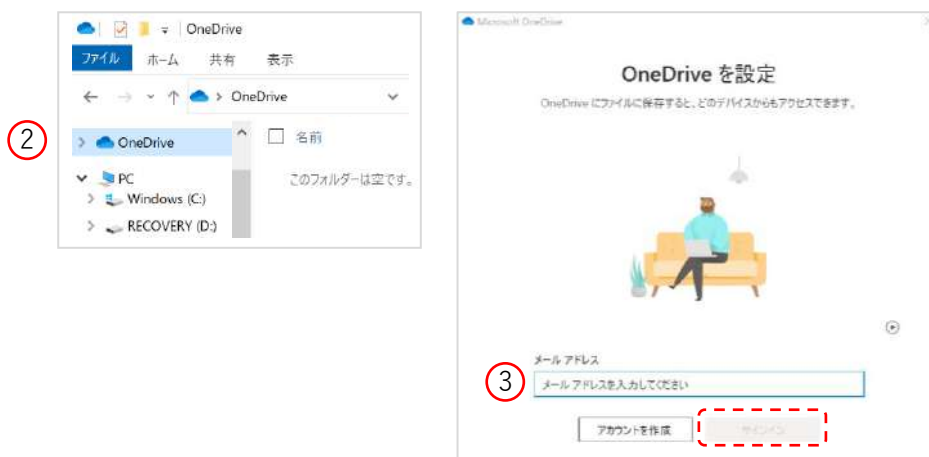 OneDrive
ファイル ホーム 共有 表示
OneDrive
② OneDrive
名前
PC
このフォルダーは空です。
Windows (C:)
RECOVERY (D:)
Microsoft OneDrive
OneDrive を設定
OneDrive にファイルに保存すると、どのデバイスからもアクセスできます。
メール アドレス
③ メール アドレスを入力してください
アカウントを作成 サインイン